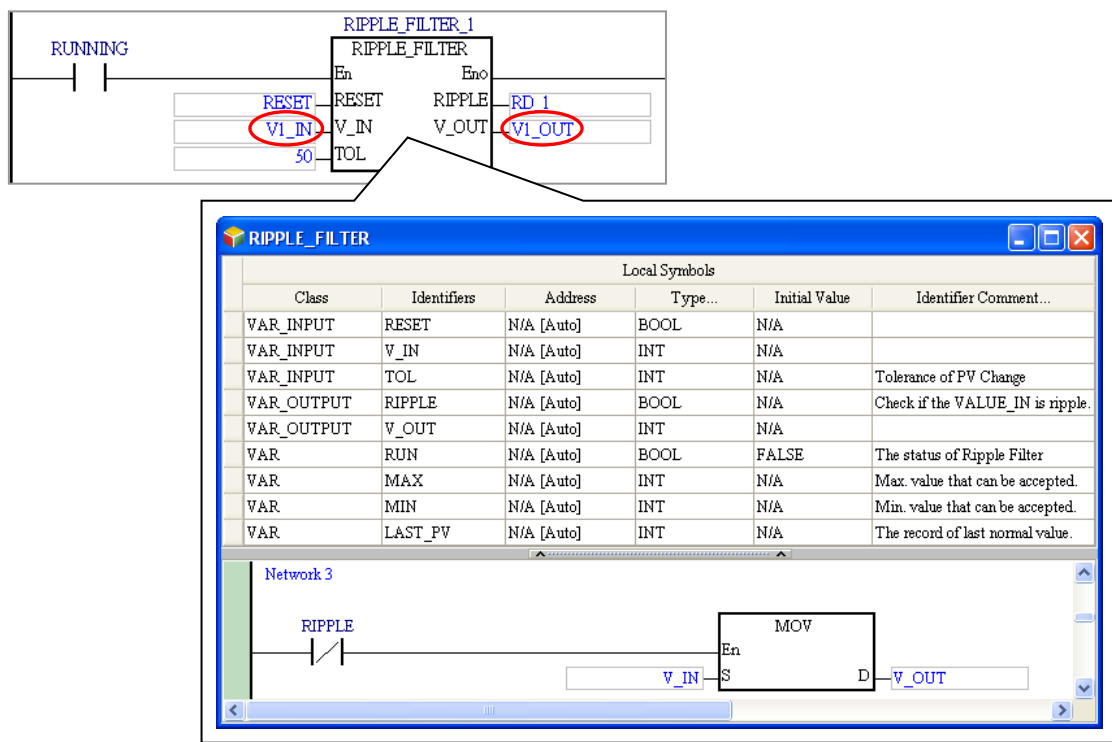 RIPPLE_FILTER_1
RUNNING
RIPPLE_FILTER
En Eno
RESET RESET RIPPLE RD_1
V1_IN V_IN V_OUT V1_OUT
50 TOL
RIPPLE_FILTER
Local Symbols
Class Identifiers Address Type... Initial Value Identifier Comment...
VAR_INPUT RESET N/A [Auto] BOOL N/A
VAR_INPUT V_IN N/A [Auto] INT N/A
VAR_INPUT TOL N/A [Auto] INT N/A Tolerance of PV Change
VAR_OUTPUT RIPPLE N/A [Auto] BOOL N/A Check if the VALUE_IN is ripple.
VAR_OUTPUT V_OUT N/A [Auto] INT N/A
VAR RUN N/A [Auto] BOOL FALSE The status of Ripple Filter
VAR MAX N/A [Auto] INT N/A Max. value that can be accepted.
VAR MIN N/A [Auto] INT N/A Min. value that can be accepted.
VAR LAST_PV N/A [Auto] INT N/A The record of last normal value.
Network 3
RIPPLE MOV
En
V_IN S D V_OUT